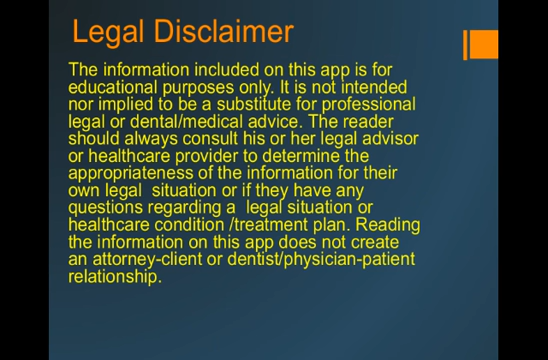 Legal Disclaimer
The information included on this app is for
educational purposes only. It is not intended
nor implied to be a substitute for professional
legal or dental/medical advice. The reader
should always consult his or her legal advisor
or healthcare provider to determine the
appropriateness of the information for their
own legal  situation or if they have any
questions regarding a  legal situation or
healthcare condition /treatment plan. Reading
the information on this app does not create
an attorney-client or dentist/physician-patient
relationship.